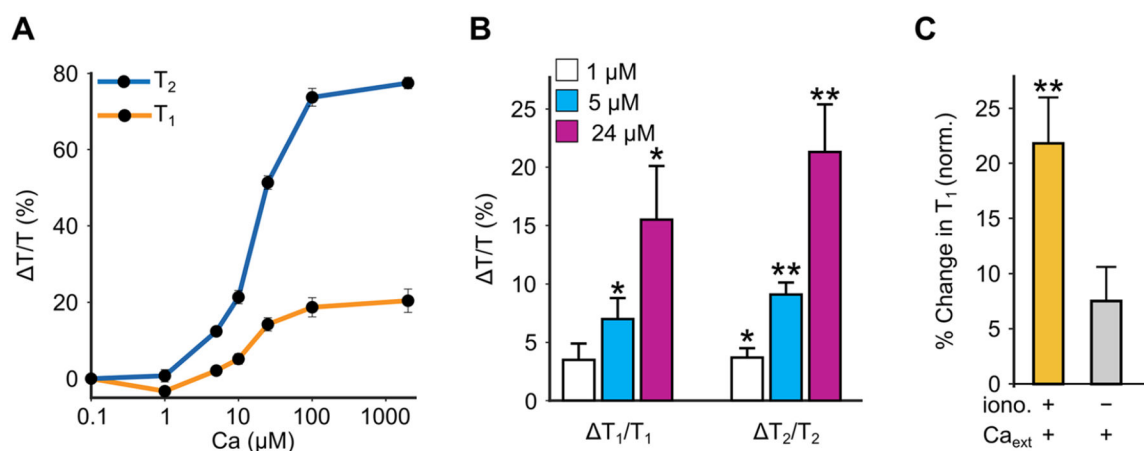 A
T₂
T₁
80
60
40
20
0
ΔT/T (%)
0.1 1 10 100 1000
Ca (µM)
B
1 µM
5 µM
24 µM
25
20
15
10
5
0
ΔT/T (%)
* * * ** **
ΔT₁/T₁ ΔT₂/T₂
C
% Change in T₁ (norm.)
25
20
15
10
5
0
**
iono. + −
Caext + +